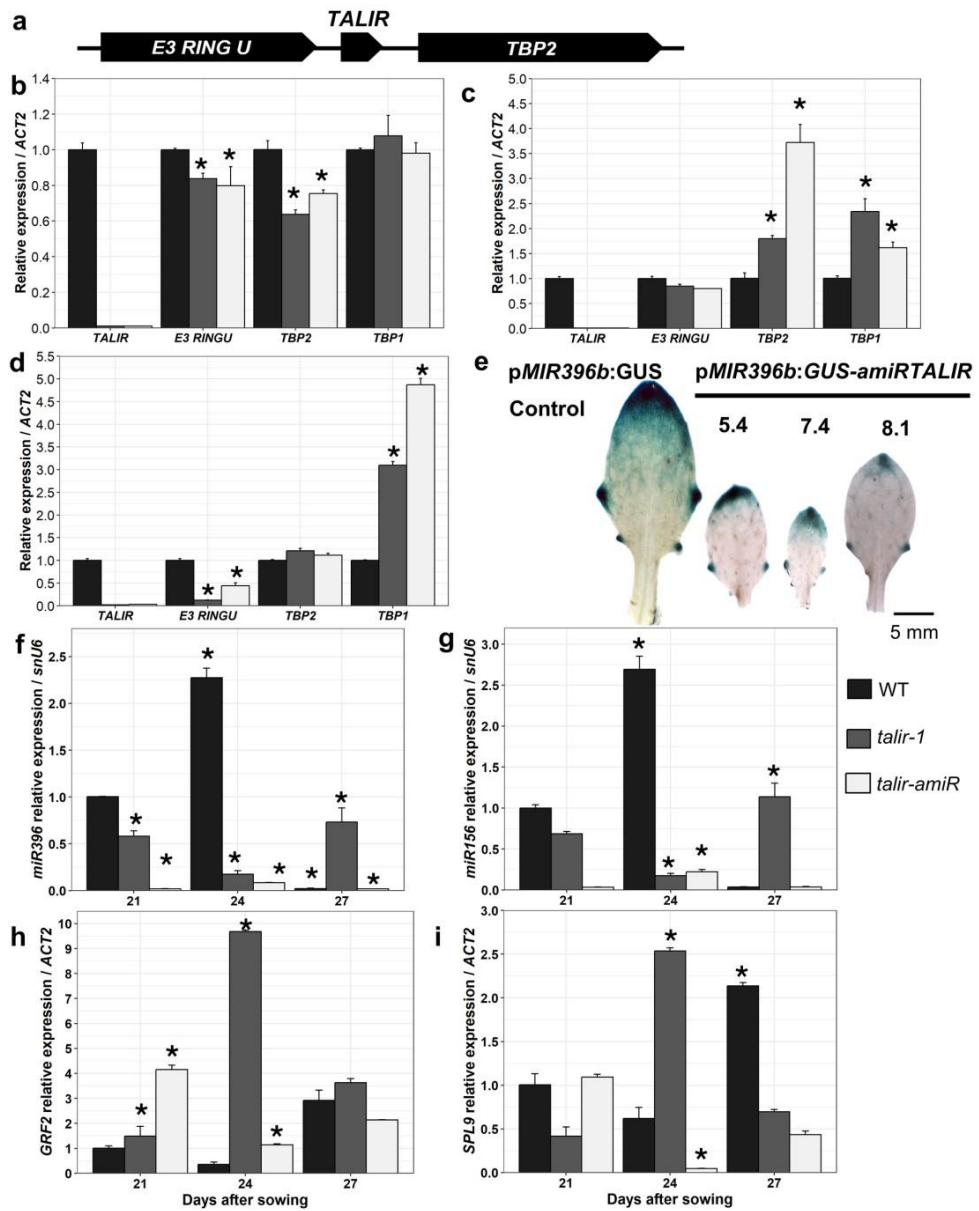 a
TALIR
E3 RING U
TBP2
b
Relative expression / ACT2
1.4
1.2
1.0
0.8
0.6
0.4
0.2
0.0
* * * *
TALIR E3 RINGU TBP2 TBP1
c
Relative expression / ACT2
5.0
4.5
4.0
3.5
3.0
2.5
2.0
1.5
1.0
0.5
0.0
* * * *
TALIR E3 RINGU TBP2 TBP1
d
Relative expression / ACT2
5.5
5.0
4.5
4.0
3.5
3.0
2.5
2.0
1.5
1.0
0.5
0.0
* * * *
TALIR E3 RINGU TBP2 TBP1
e
pMIR396b:GUS
Control
pMIR396b:GUS-amiRTALIR
5.4 7.4 8.1
5 mm
f
miR396 relative expression / snU6
2.5
2.0
1.5
1.0
0.5
0.0
* * * * * * * *
21 24 27
g
miR156 relative expression / snU6
3.0
2.5
2.0
1.5
1.0
0.5
0.0
* * * *
21 24 27
WT
talir-1
talir-amiR
h
GRF2 relative expression / ACT2
10
9
8
7
6
5
4
3
2
1
0
* * * *
21 24 27
Days after sowing
i
SPL9 relative expression / ACT2
3.0
2.5
2.0
1.5
1.0
0.5
0.0
* * *
21 24 27
Days after sowing